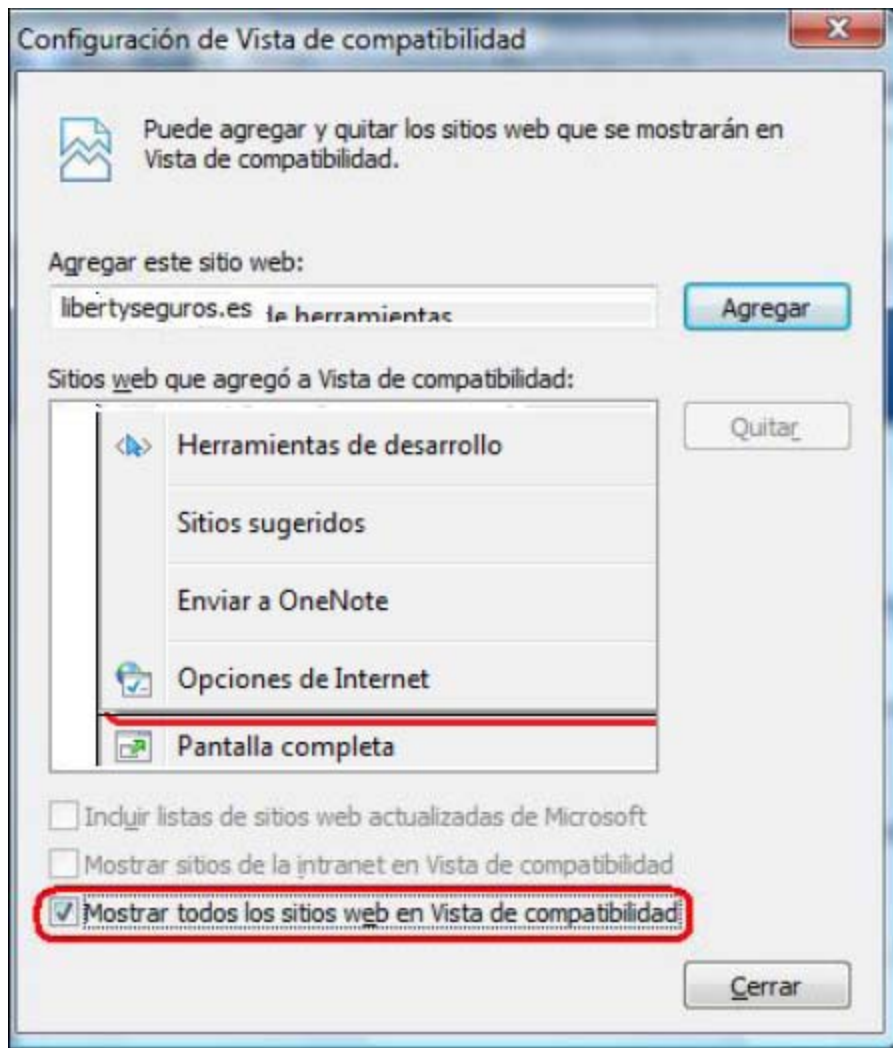 Configuración de Vista de compatibilidad
Puede agregar y quitar los sitios web que se mostrarán en
Vista de compatibilidad.
Agregar este sitio web:
libertyseguros.es de herramientas
Agregar
Sitios web que agregó a Vista de compatibilidad:
Quitar
Herramientas de desarrollo
Sitios sugeridos
Enviar a OneNote
Opciones de Internet
Pantalla completa
Incluir listas de sitios web actualizadas de Microsoft
Mostrar sitios de la intranet en Vista de compatibilidad
Mostrar todos los sitios web en Vista de compatibilidad
Cerrar